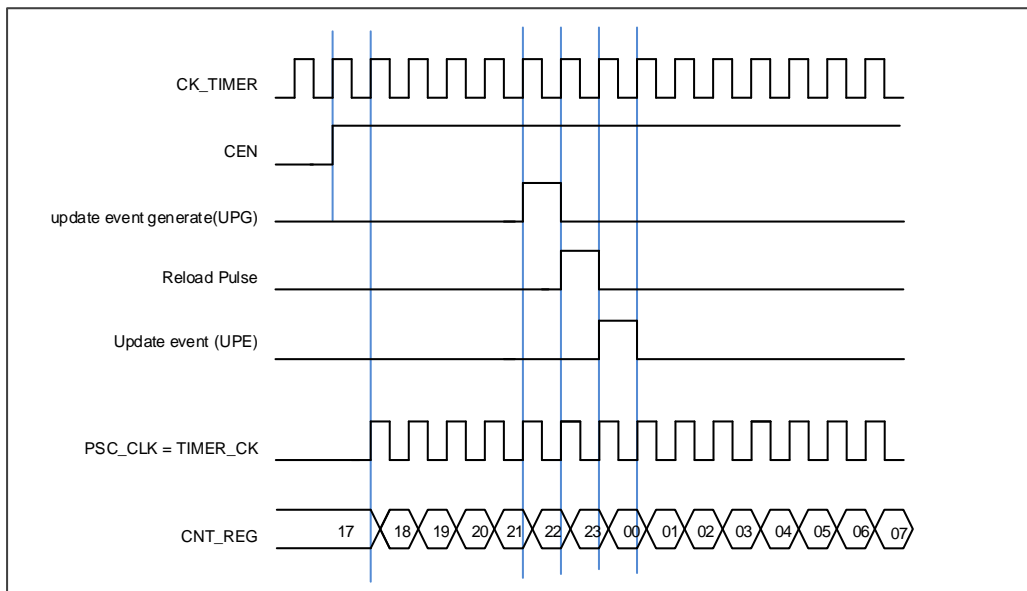 CK_TIMER
CEN
update event generate(UPG)
Reload Pulse
Update event (UPE)
PSC_CLK = TIMER_CK
CNT_REG 17 18 19 20 21 22 23 00 01 02 03 04 05 06 07